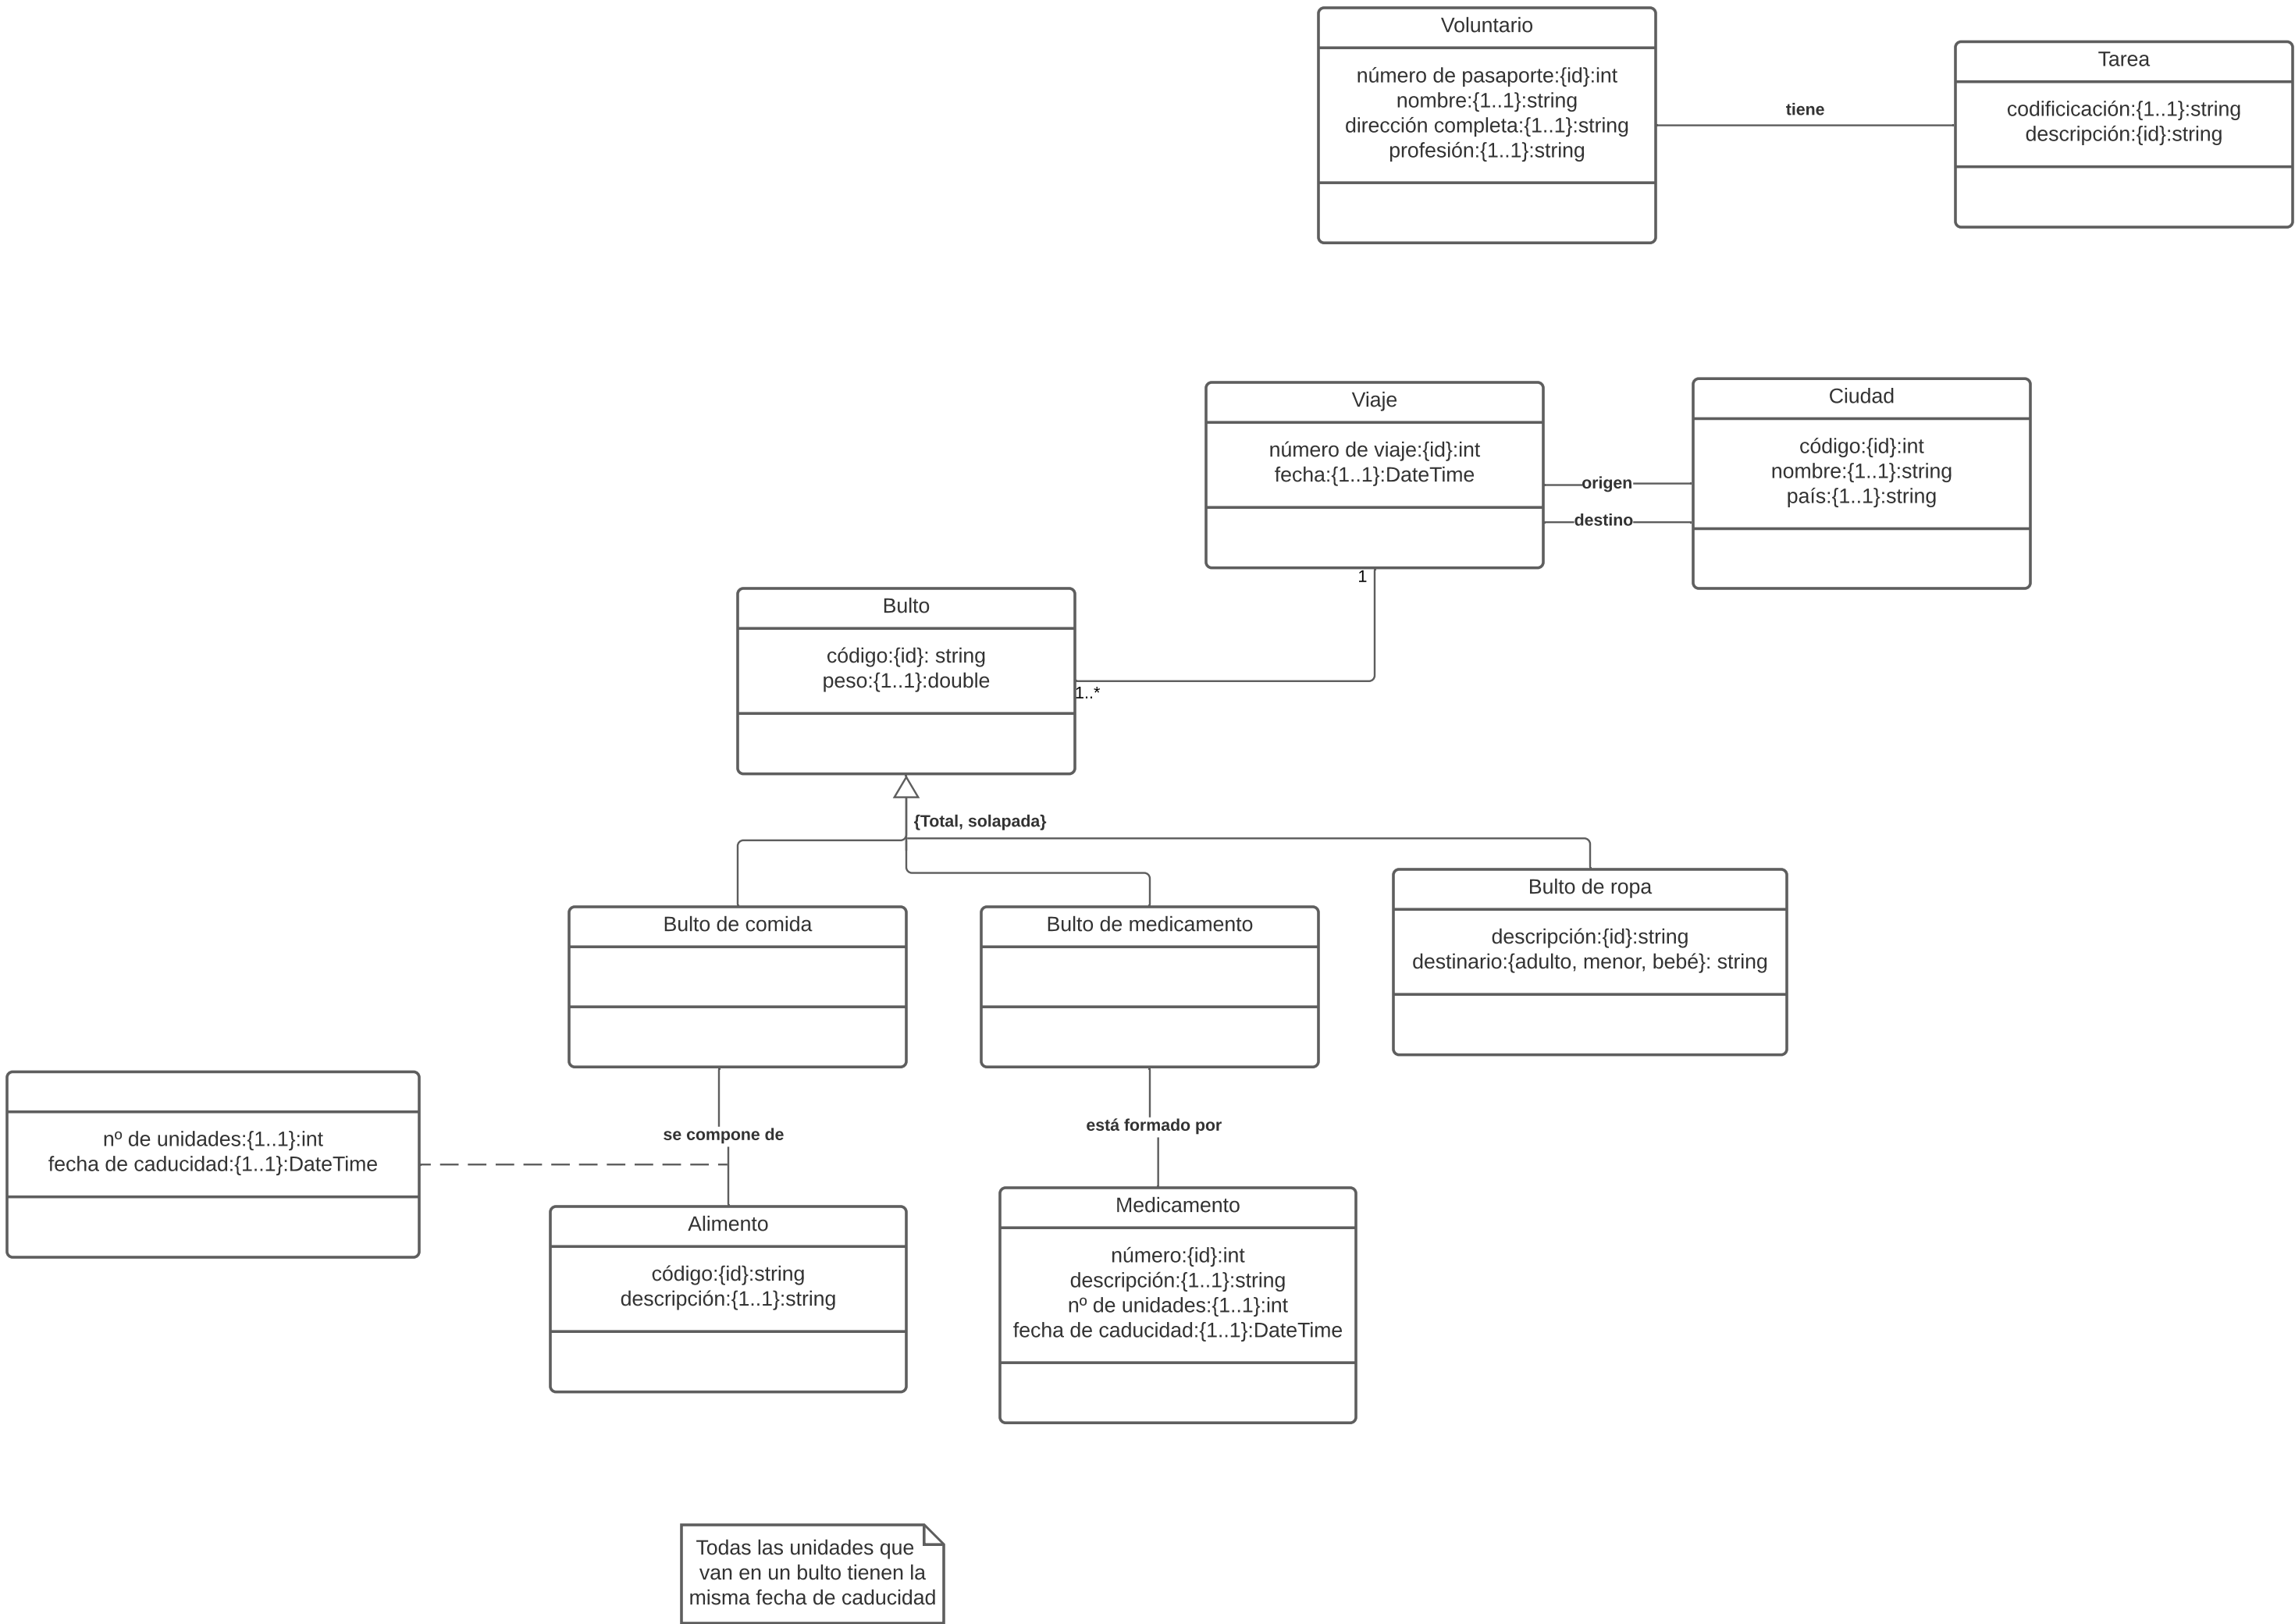 Voluntario
número de pasaporte:{id}:int
nombre:{1..1}:string
dirección completa:{1..1}:string
profesión:{1..1}:string
tiene
Tarea
codificicación:{1..1}:string
descripción:{id}:string
Viaje
número de viaje:{id}:int
fecha:{1..1}:DateTime
origen
destino
Ciudad
código:{id}:int
nombre:{1..1}:string
país:{1..1}:string
1
1..*
Bulto
código:{id}: string
peso:{1..1}:double
{Total, solapada}
Bulto de comida
Bulto de medicamento
Bulto de ropa
descripción:{id}:string
destinario:{adulto, menor, bebé}: string
nº de unidades:{1..1}:int
fecha de caducidad:{1..1}:DateTime
se compone de
está formado por
Alimento
código:{id}:string
descripción:{1..1}:string
Medicamento
número:{id}:int
descripción:{1..1}:string
nº de unidades:{1..1}:int
fecha de caducidad:{1..1}:DateTime
Todas las unidades que
van en un bulto tienen la
misma fecha de caducidad